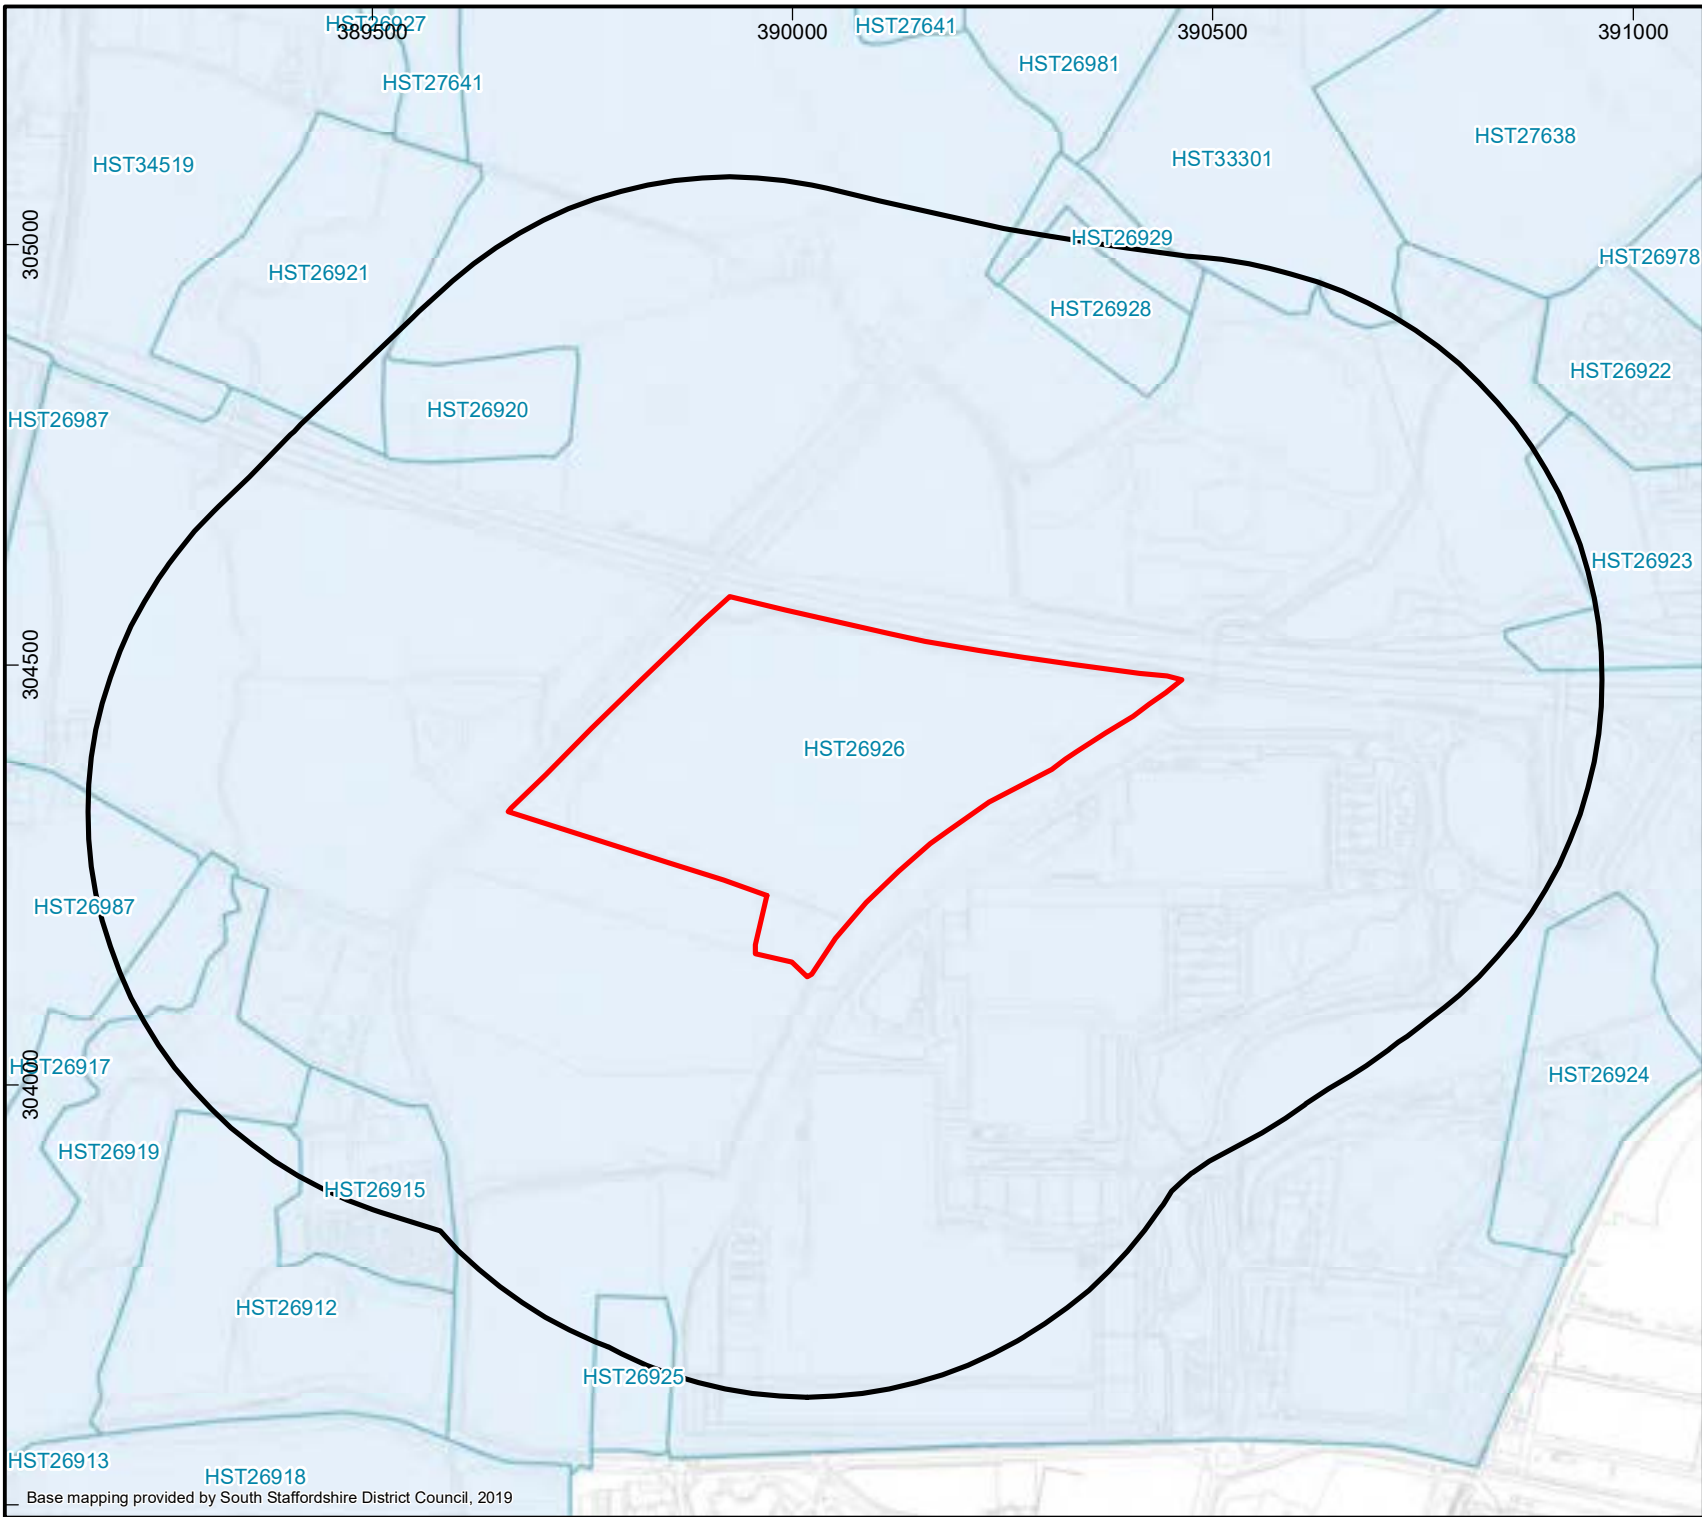 HST26927
389500
390000
HST27641
390500
391000
HST26981
HST27641
HST27638
HST33301
HST34519
305000
HST26929
HST26978
HST26921
HST26928
HST26922
HST26920
HST26987
HST26923
304500
HST26926
HST26987
304000
HST26917
HST26924
HST26919
HST26915
HST26912
HST26925
HST26913
HST26918
Base mapping provided by South Staffordshire District Council, 2019